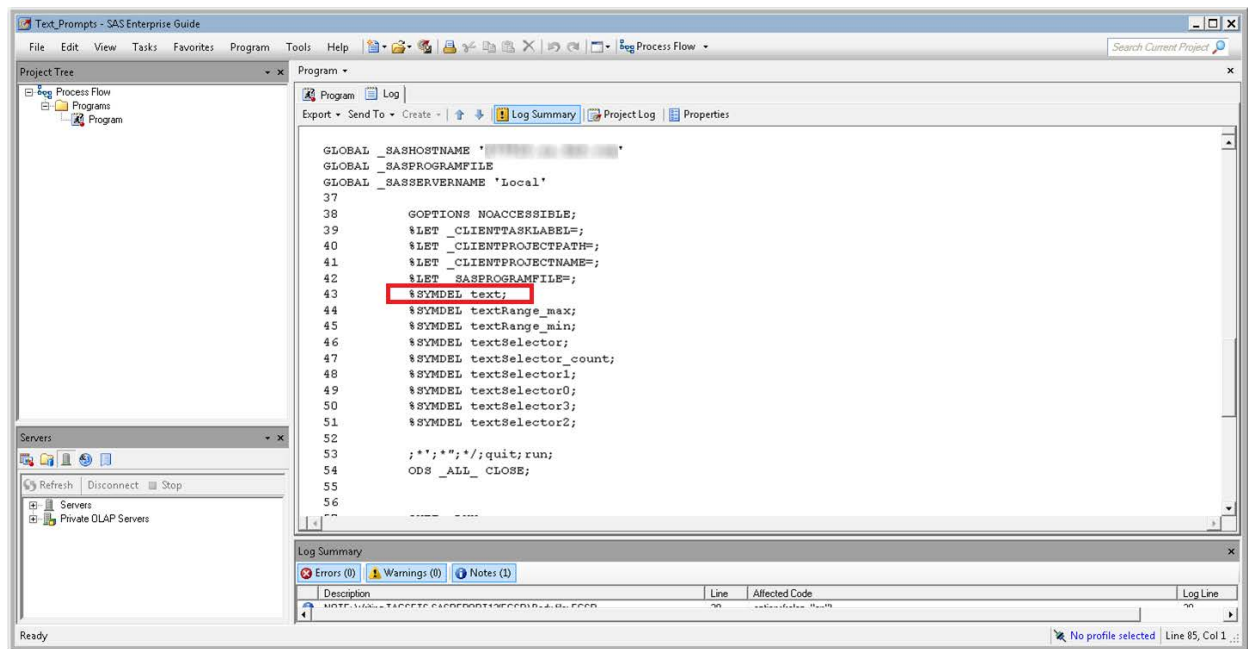 Text_Prompts - SAS Enterprise Guide
File Edit View Tasks Favorites Program Tools Help Process Flow
Search Current Project
Project Tree
Process Flow
Programs
Program
Program
Program Log
Export Send To Create Log Summary Project Log Properties
GLOBAL _SASHOSTNAME ' '
GLOBAL _SASPROGRAMFILE
GLOBAL _SASSERVERNAME 'Local'
37
38 GOPTIONS NOACCESSIBLE;
39 %LET _CLIENTTASKLABEL=;
40 %LET _CLIENTPROJECTPATH=;
41 %LET _CLIENTPROJECTNAME=;
42 %LET _SASPROGRAMFILE=;
43 %SYMDEL text;
44 %SYMDEL textRange_max;
45 %SYMDEL textRange_min;
46 %SYMDEL textSelector;
47 %SYMDEL textSelector_count;
48 %SYMDEL textSelector1;
49 %SYMDEL textSelector0;
50 %SYMDEL textSelector3;
51 %SYMDEL textSelector2;
52
53 ;*';*";*/;quit;run;
54 ODS _ALL_ CLOSE;
55
56
Servers
Refresh Disconnect Stop
Servers
Private OLAP Servers
Log Summary
Errors (0) Warnings (0) Notes (1)
Description Line Affected Code Log Line
Ready
No profile selected Line 85, Col 1